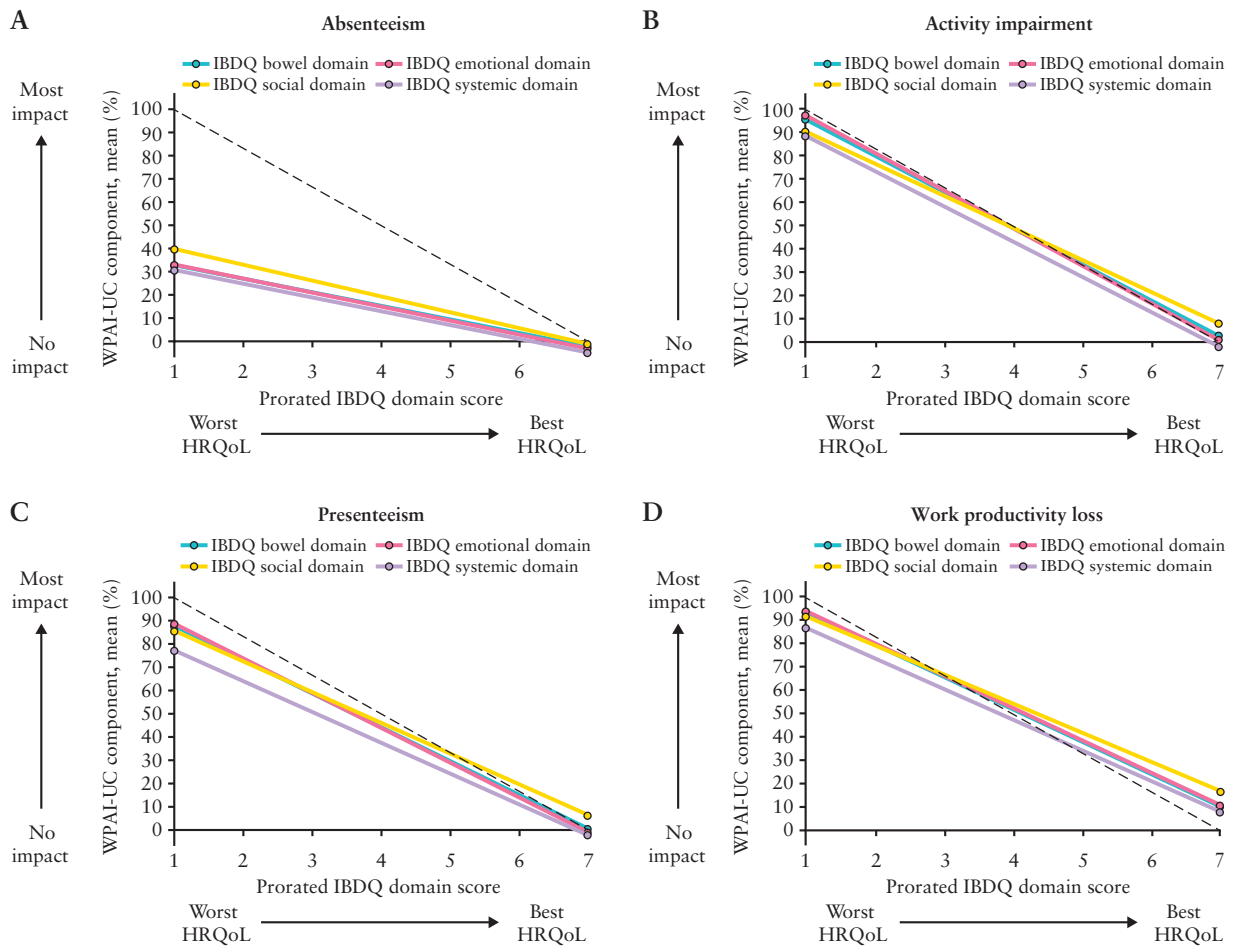 A
Absenteeism
IBDQ bowel domain
IBDQ emotional domain
IBDQ social domain
IBDQ systemic domain
Most
impact
No
impact
WPAI-UC component, mean (%)
100
90
80
70
60
50
40
30
20
10
0
1 2 3 4 5 6 7
Prorated IBDQ domain score
Worst
HRQoL
Best
HRQoL
B
Activity impairment
IBDQ bowel domain
IBDQ emotional domain
IBDQ social domain
IBDQ systemic domain
Most
impact
No
impact
WPAI-UC component, mean (%)
100
90
80
70
60
50
40
30
20
10
0
1 2 3 4 5 6 7
Prorated IBDQ domain score
Worst
HRQoL
Best
HRQoL
C
Presenteeism
IBDQ bowel domain
IBDQ emotional domain
IBDQ social domain
IBDQ systemic domain
Most
impact
No
impact
WPAI-UC component, mean (%)
100
90
80
70
60
50
40
30
20
10
0
1 2 3 4 5 6 7
Prorated IBDQ domain score
Worst
HRQoL
Best
HRQoL
D
Work productivity loss
IBDQ bowel domain
IBDQ emotional domain
IBDQ social domain
IBDQ systemic domain
Most
impact
No
impact
WPAI-UC component, mean (%)
100
90
80
70
60
50
40
30
20
10
0
1 2 3 4 5 6 7
Prorated IBDQ domain score
Worst
HRQoL
Best
HRQoL